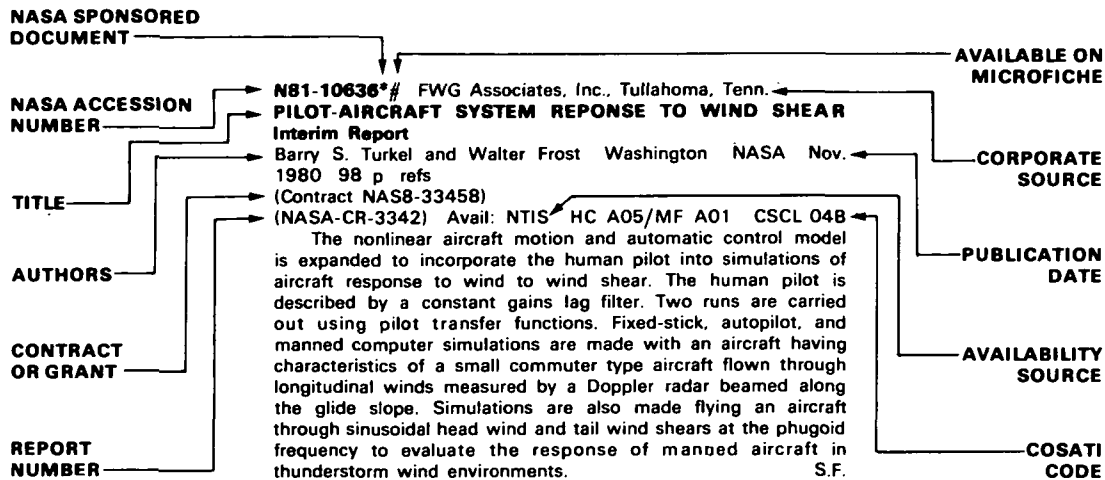 NASA SPONSORED
DOCUMENT
AVAILABLE ON
MICROFICHE
N81-10636*# FWG Associates, Inc., Tullahoma, Tenn.
NASA ACCESSION
NUMBER
PILOT-AIRCRAFT SYSTEM REPONSE TO WIND SHEAR
Interim Report
Barry S. Turkel and Walter Frost Washington NASA Nov.
1980 98 p refs
CORPORATE
SOURCE
TITLE
(Contract NAS8-33458)
(NASA-CR-3342) Avail: NTIS HC A05/MF A01 CSCL 04B
The nonlinear aircraft motion and automatic control model
is expanded to incorporate the human pilot into simulations of
aircraft response to wind to wind shear. The human pilot is
described by a constant gains lag filter. Two runs are carried
out using pilot transfer functions. Fixed-stick, autopilot, and
manned computer simulations are made with an aircraft having
characteristics of a small commuter type aircraft flown through
longitudinal winds measured by a Doppler radar beamed along
the glide slope. Simulations are also made flying an aircraft
through sinusoidal head wind and tail wind shears at the phugoid
frequency to evaluate the response of manned aircraft in
thunderstorm wind environments. S.F.
AUTHORS
PUBLICATION
DATE
CONTRACT
OR GRANT
AVAILABILITY
SOURCE
REPORT
NUMBER
COSATI
CODE